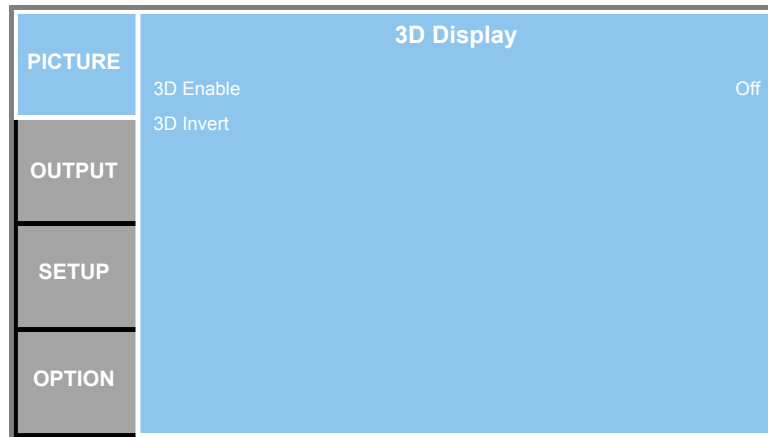 PICTURE
OUTPUT
SETUP
OPTION
3D Display
3D Enable Off
3D Invert